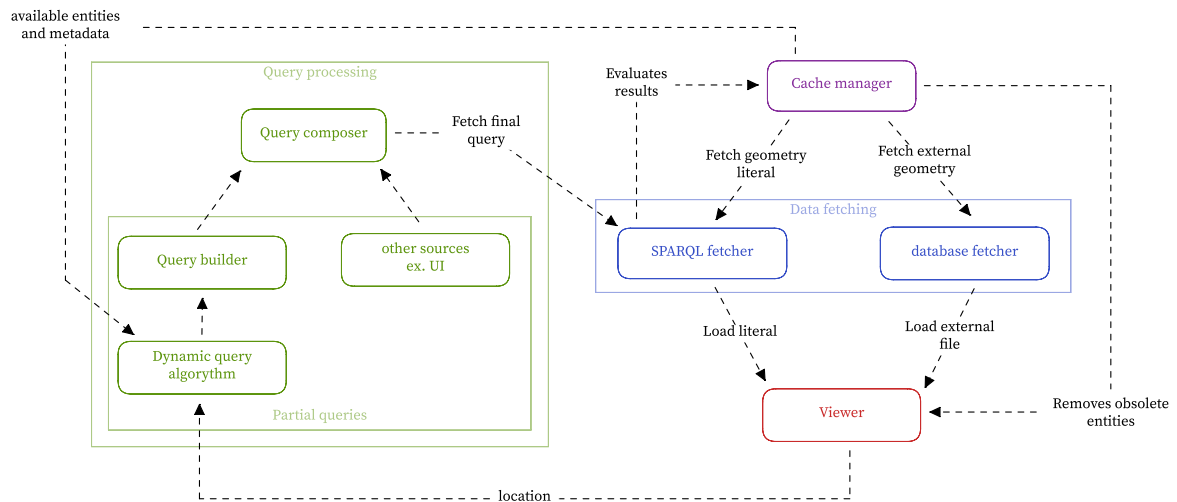 available entities
and metadata
Query processing
Query composer
Fetch final
query
Evaluates
results
Cache manager
Fetch geometry
literal
Fetch external
geometry
Data fetching
Query builder
other sources
ex. UI
SPARQL fetcher
database fetcher
Dynamic query
algorythm
Load literal
Load external
file
Partial queries
Viewer
Removes obsolete
entities
location